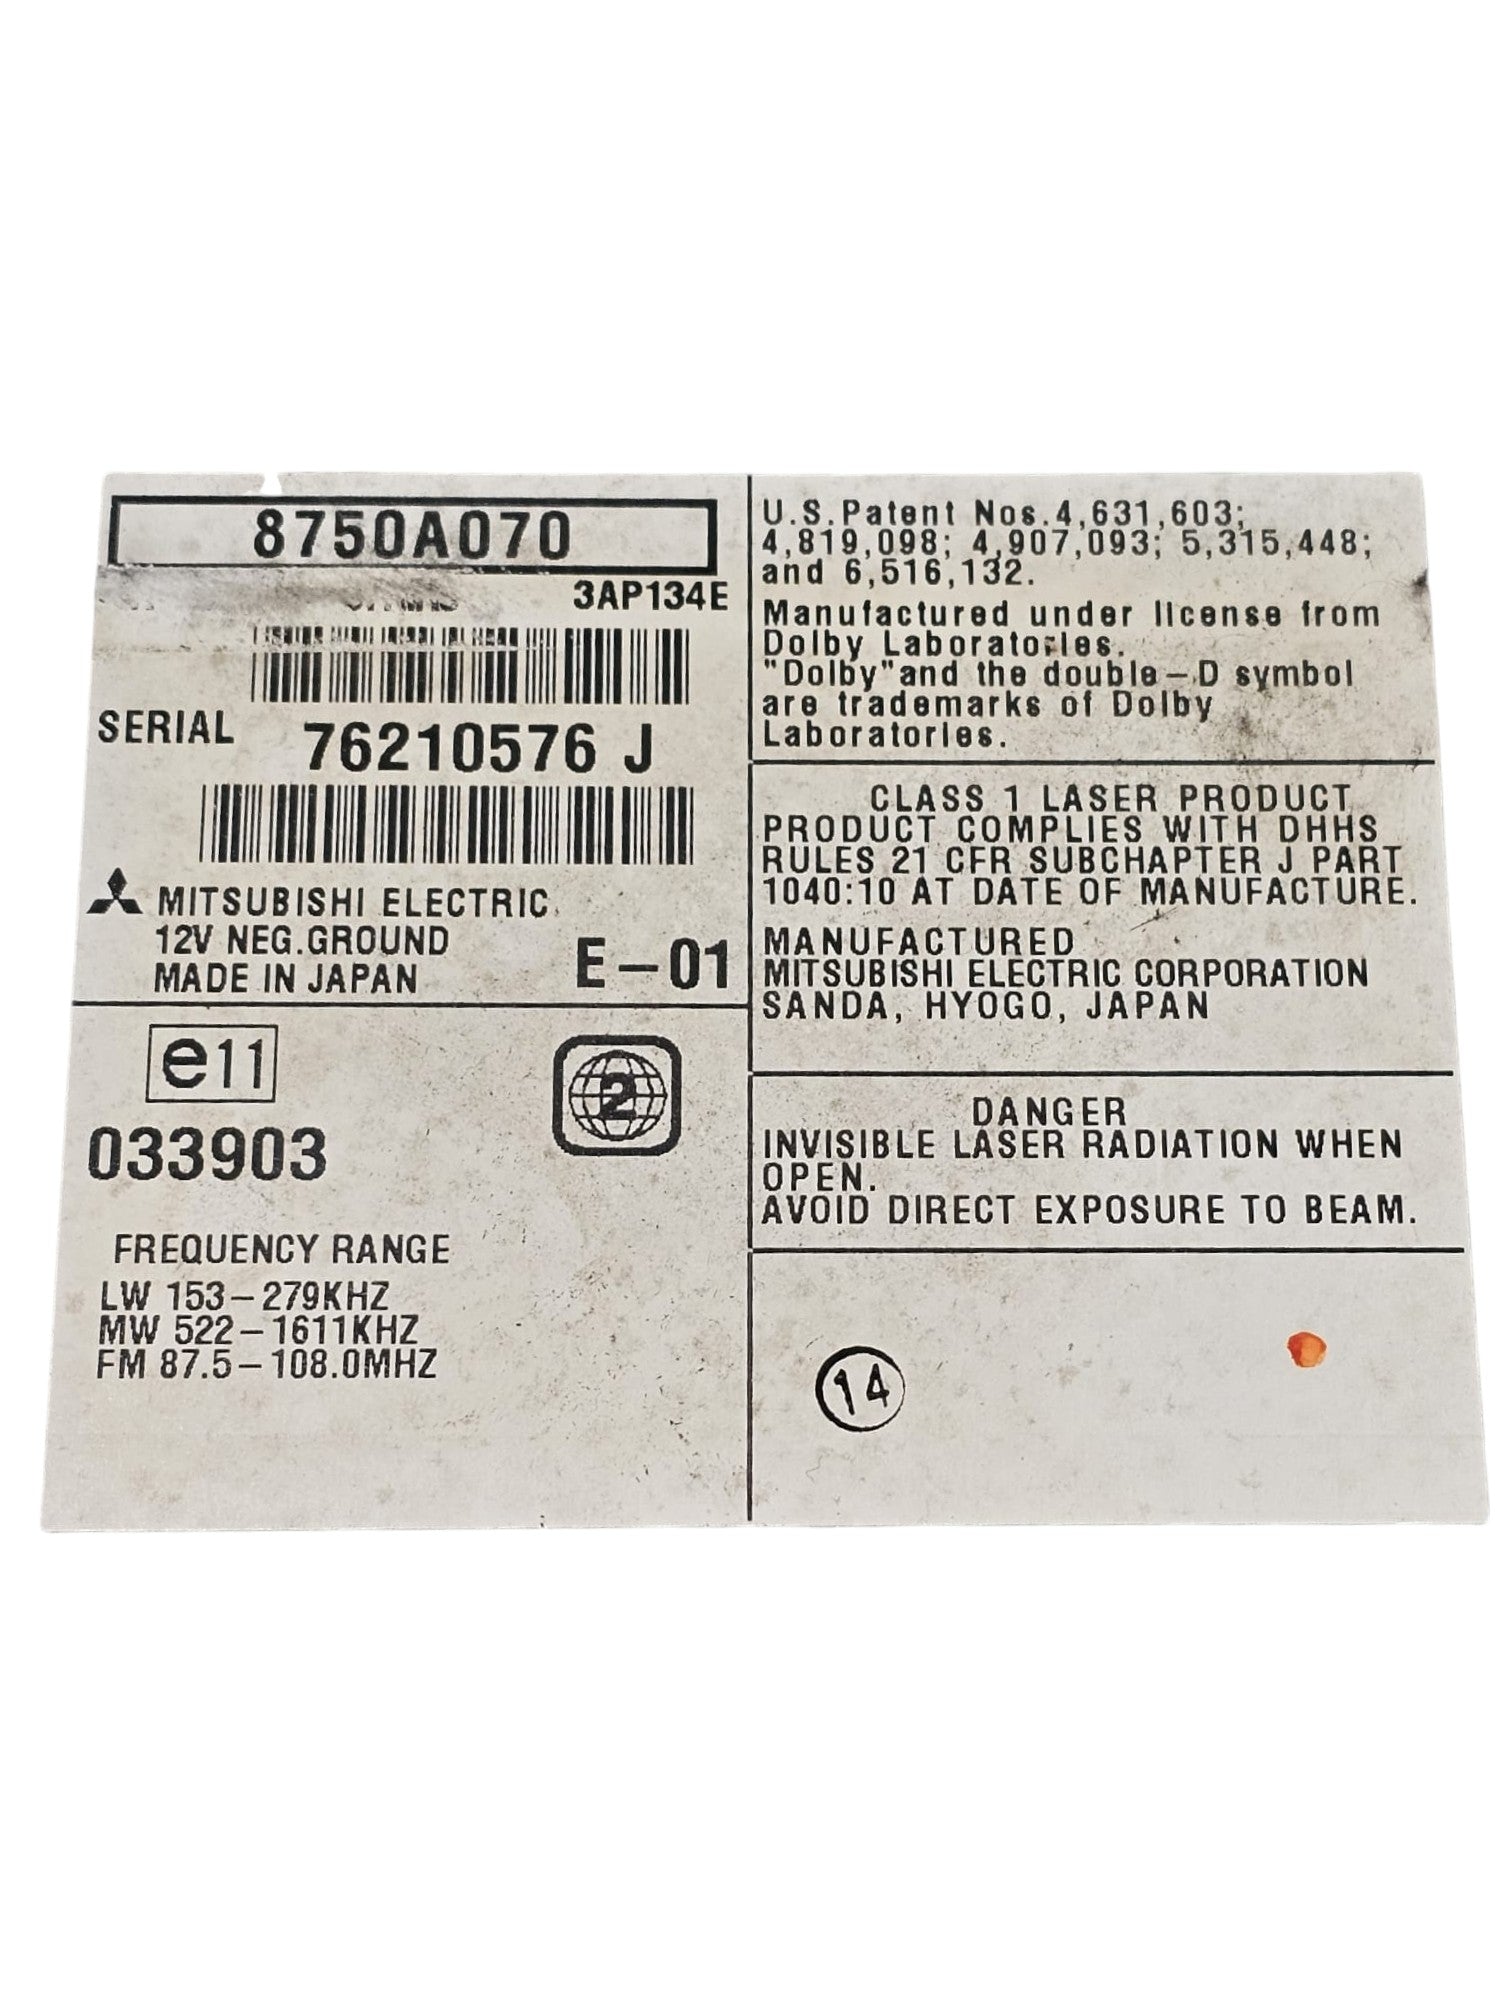 8750A070
3AP134E
SERIAL 76210576 J
MITSUBISHI ELECTRIC
12V NEG.GROUND
MADE IN JAPAN
E-01
e11
2
033903
FREQUENCY RANGE
LW 153-279KHZ
MW 522-1611KHZ
FM 87.5-108.0MHZ
U.S.Patent Nos.4,631,603;
4,819,098; 4,907,093; 5,315,448;
and 6,516,132.
Manufactured under license from
Dolby Laboratories.
"Dolby"and the double-D symbol
are trademarks of Dolby
Laboratories.
CLASS 1 LASER PRODUCT
PRODUCT COMPLIES WITH DHHS
RULES 21 CFR SUBCHAPTER J PART
1040:10 AT DATE OF MANUFACTURE.
MANUFACTURED
MITSUBISHI ELECTRIC CORPORATION
SANDA, HYOGO, JAPAN
DANGER
INVISIBLE LASER RADIATION WHEN
OPEN.
AVOID DIRECT EXPOSURE TO BEAM.
14